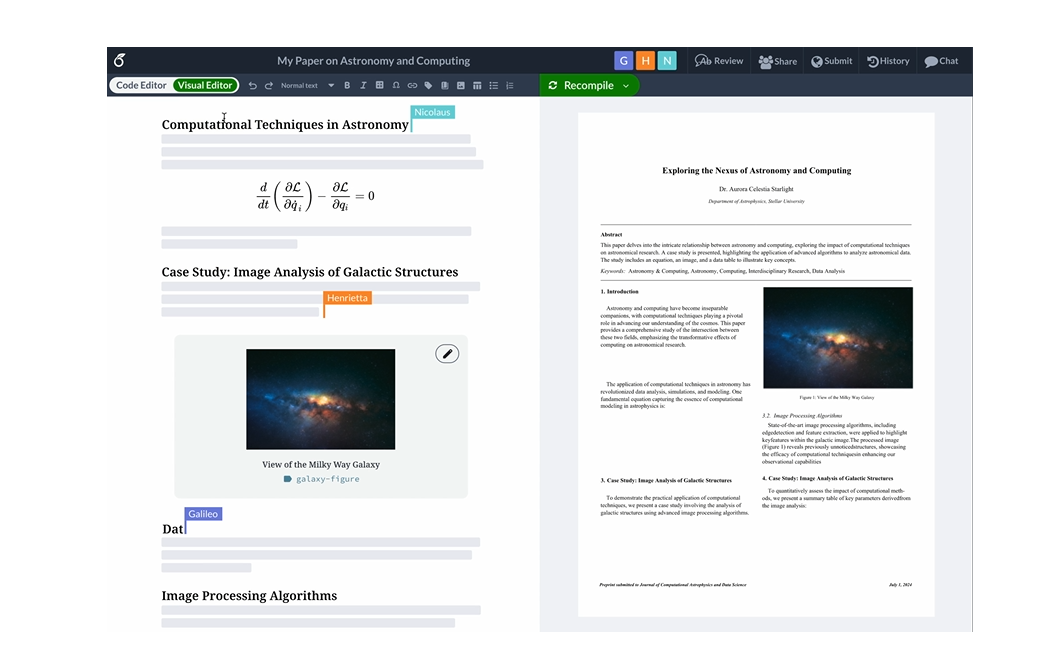 My Paper on Astronomy and Computing
G H N
Review Share Submit History Chat
Code Editor Visual Editor
Normal text
B I Ω
Recompile
Nicolaus
Computational Techniques in Astronomy
d/dt (∂ℒ/∂q̇ᵢ) − ∂ℒ/∂qᵢ = 0
Case Study: Image Analysis of Galactic Structures
Henrietta
View of the Milky Way Galaxy
galaxy-figure
Galileo
Dat
Image Processing Algorithms
Exploring the Nexus of Astronomy and Computing
Dr. Aurora Celestia Starlight
Department of Astrophysics, Stellar University
Abstract
This paper delves into the intricate relationship between astronomy and computing, exploring the impact of computational techniques
on astronomical research. A case study is presented, highlighting the application of advanced algorithms to analyze astronomical data.
The study includes an equation, an image, and a data table to illustrate key concepts.
Keywords: Astronomy & Computing, Astronomy, Computing, Interdisciplinary Research, Data Analysis
1. Introduction
Astronomy and computing have become inseparable
companions, with computational techniques playing a pivotal
role in advancing our understanding of the cosmos. This paper
provides a comprehensive study of the intersection between
these two fields, emphasizing the transformative effects of
computing on astronomical research.
The application of computational techniques in astronomy has
revolutionized data analysis, simulations, and modeling. One
fundamental equation capturing the essence of computational
modeling in astrophysics is:
3. Case Study: Image Analysis of Galactic Structures
To demonstrate the practical application of computational
techniques, we present a case study involving the analysis of
galactic structures using advanced image processing algorithms.
Figure 1: View of the Milky Way Galaxy
3.2. Image Processing Algorithms
State-of-the-art image processing algorithms, including
edgedetection and feature extraction, were applied to highlight
keyfeatures within the galactic image.The processed image
(Figure 1) reveals previously unnoticedstructures, showcasing
the efficacy of computational techniquesin enhancing our
observational capabilities
4. Case Study: Image Analysis of Galactic Structures
To quantitatively assess the impact of computational meth-
ods, we present a summary table of key parameters derivedfrom
the image analysis:
Preprint submitted to Journal of Computational Astrophysics and Data Science
July 1, 2024